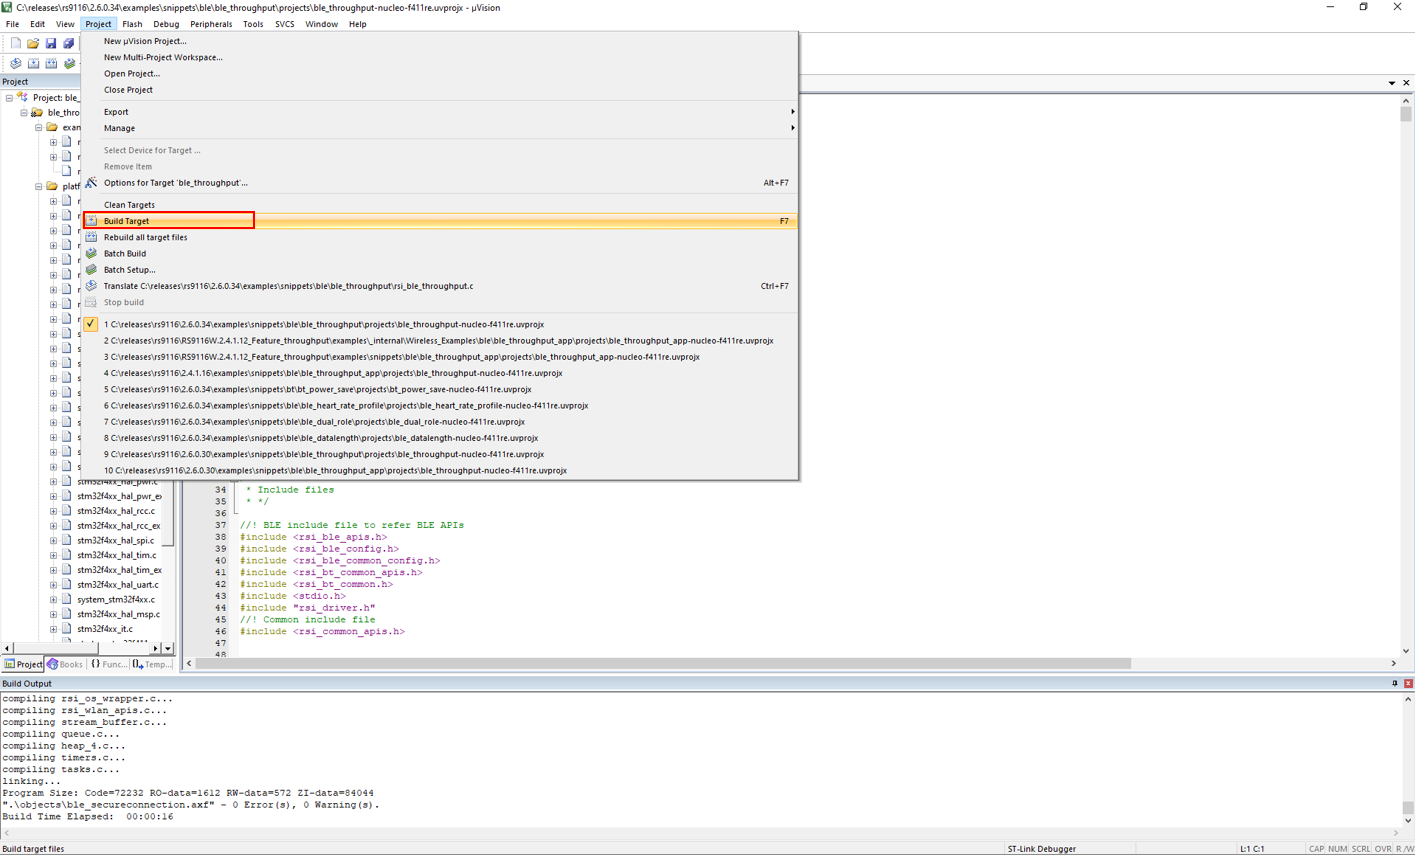 C:\releases\rs9116\2.6.0.34\examples\snippets\ble\ble_throughput\projects\ble_throughput-nucleo-f411re.uvprojx - µVision
File Edit View Project Flash Debug Peripherals Tools SVCS Window Help
New µVision Project...
New Multi-Project Workspace...
Open Project...
Close Project
Export
Manage
Select Device for Target ...
Remove Item
Options for Target 'ble_throughput'... Alt+F7
Clean Targets
Build Target F7
Rebuild all target files
Batch Build
Batch Setup...
Translate C:\releases\rs9116\2.6.0.34\examples\snippets\ble\ble_throughput\rsi_ble_throughput.c Ctrl+F7
Stop build
1 C:\releases\rs9116\2.6.0.34\examples\snippets\ble\ble_throughput\projects\ble_throughput-nucleo-f411re.uvprojx
2 C:\releases\rs9116\RS9116W.2.4.1.12_Feature_throughput\examples\_internal\Wireless_Examples\ble\ble_throughput_app\projects\ble_throughput_app-nucleo-f411re.uvprojx
3 C:\releases\rs9116\RS9116W.2.4.1.12_Feature_throughput\examples\snippets\ble\ble_throughput_app\projects\ble_throughput_app-nucleo-f411re.uvprojx
4 C:\releases\rs9116\2.4.1.16\examples\snippets\ble_throughput_app\projects\ble_throughput-nucleo-f411re.uvprojx
5 C:\releases\rs9116\2.6.0.34\examples\snippets\bt\bt_power_save\projects\bt_power_save-nucleo-f411re.uvprojx
6 C:\releases\rs9116\2.6.0.34\examples\snippets\ble\ble_heart_rate_profile\projects\ble_heart_rate_profile-nucleo-f411re.uvprojx
7 C:\releases\rs9116\2.6.0.34\examples\snippets\ble\ble_dual_role\projects\ble_dual_role-nucleo-f411re.uvprojx
8 C:\releases\rs9116\2.6.0.34\examples\snippets\ble\ble_datalength\projects\ble_datalength-nucleo-f411re.uvprojx
9 C:\releases\rs9116\2.6.0.30\examples\snippets\ble\ble_throughput\projects\ble_throughput-nucleo-f411re.uvprojx
10 C:\releases\rs9116\2.6.0.30\examples\snippets\ble\ble_throughput_app\projects\ble_throughput-nucleo-f411re.uvprojx
Project
Project: ble_
ble_thro
exan
platf
stm32f4xx_hal_pwr.c
stm32f4xx_hal_pwr_ex
stm32f4xx_hal_rcc.c
stm32f4xx_hal_rcc_ex
stm32f4xx_hal_spi.c
stm32f4xx_hal_tim.c
stm32f4xx_hal_tim_ex
stm32f4xx_hal_uart.c
system_stm32f4xx.c
stm32f4xx_hal_msp.c
stm32f4xx_it.c
Project Books {} Func... Temp...
34 * Include files
35 * */
36
37 //! BLE include file to refer BLE APIs
38 #include <rsi_ble_apis.h>
39 #include <rsi_ble_config.h>
40 #include <rsi_ble_common_config.h>
41 #include <rsi_bt_common_apis.h>
42 #include <rsi_bt_common.h>
43 #include <stdio.h>
44 #include "rsi_driver.h"
45 //! Common include file
46 #include <rsi_common_apis.h>
47
48
Build Output
compiling rsi_os_wrapper.c...
compiling rsi_wlan_apis.c...
compiling stream_buffer.c...
compiling queue.c...
compiling heap_4.c...
compiling timers.c...
compiling tasks.c...
linking...
Program Size: Code=72232 RO-data=1612 RW-data=572 ZI-data=84044
".\objects\ble_secureconnection.axf" - 0 Error(s), 0 Warning(s).
Build Time Elapsed: 00:00:16
Build target files ST-Link Debugger L:1 C:1 CAP NUM SCRL OVR R/W